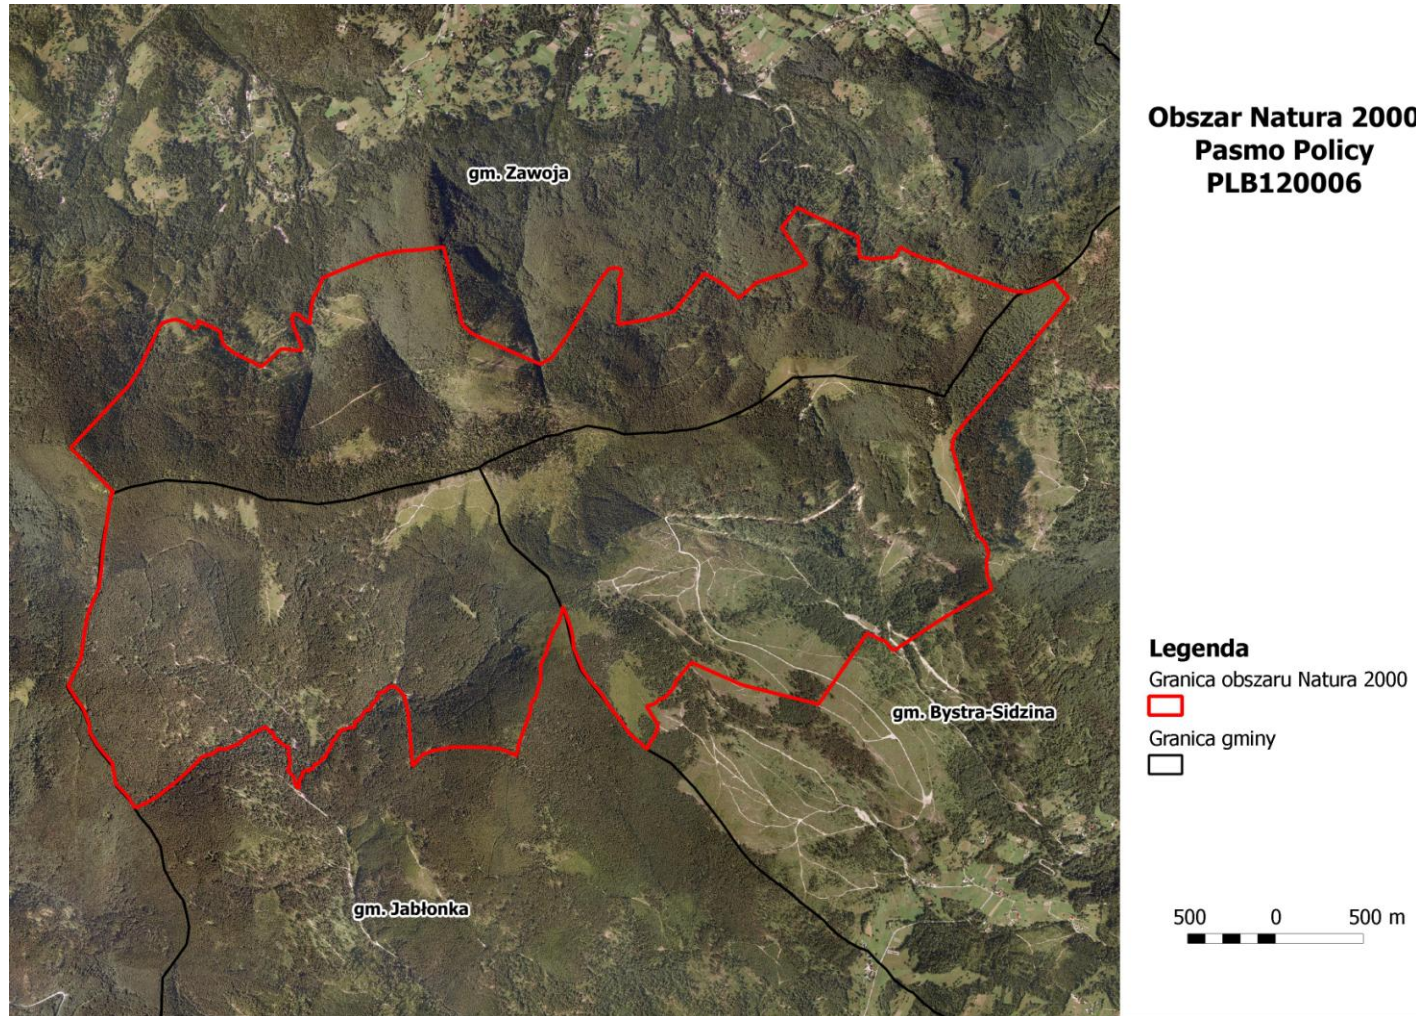 Obszar Natura 2000
Pasmo Policy
PLB120006
gm. Zawoja
gm. Bystra-Sidzina
gm. Jabłonka
Legenda
Granica obszaru Natura 2000
Granica gminy
500 0 500 m